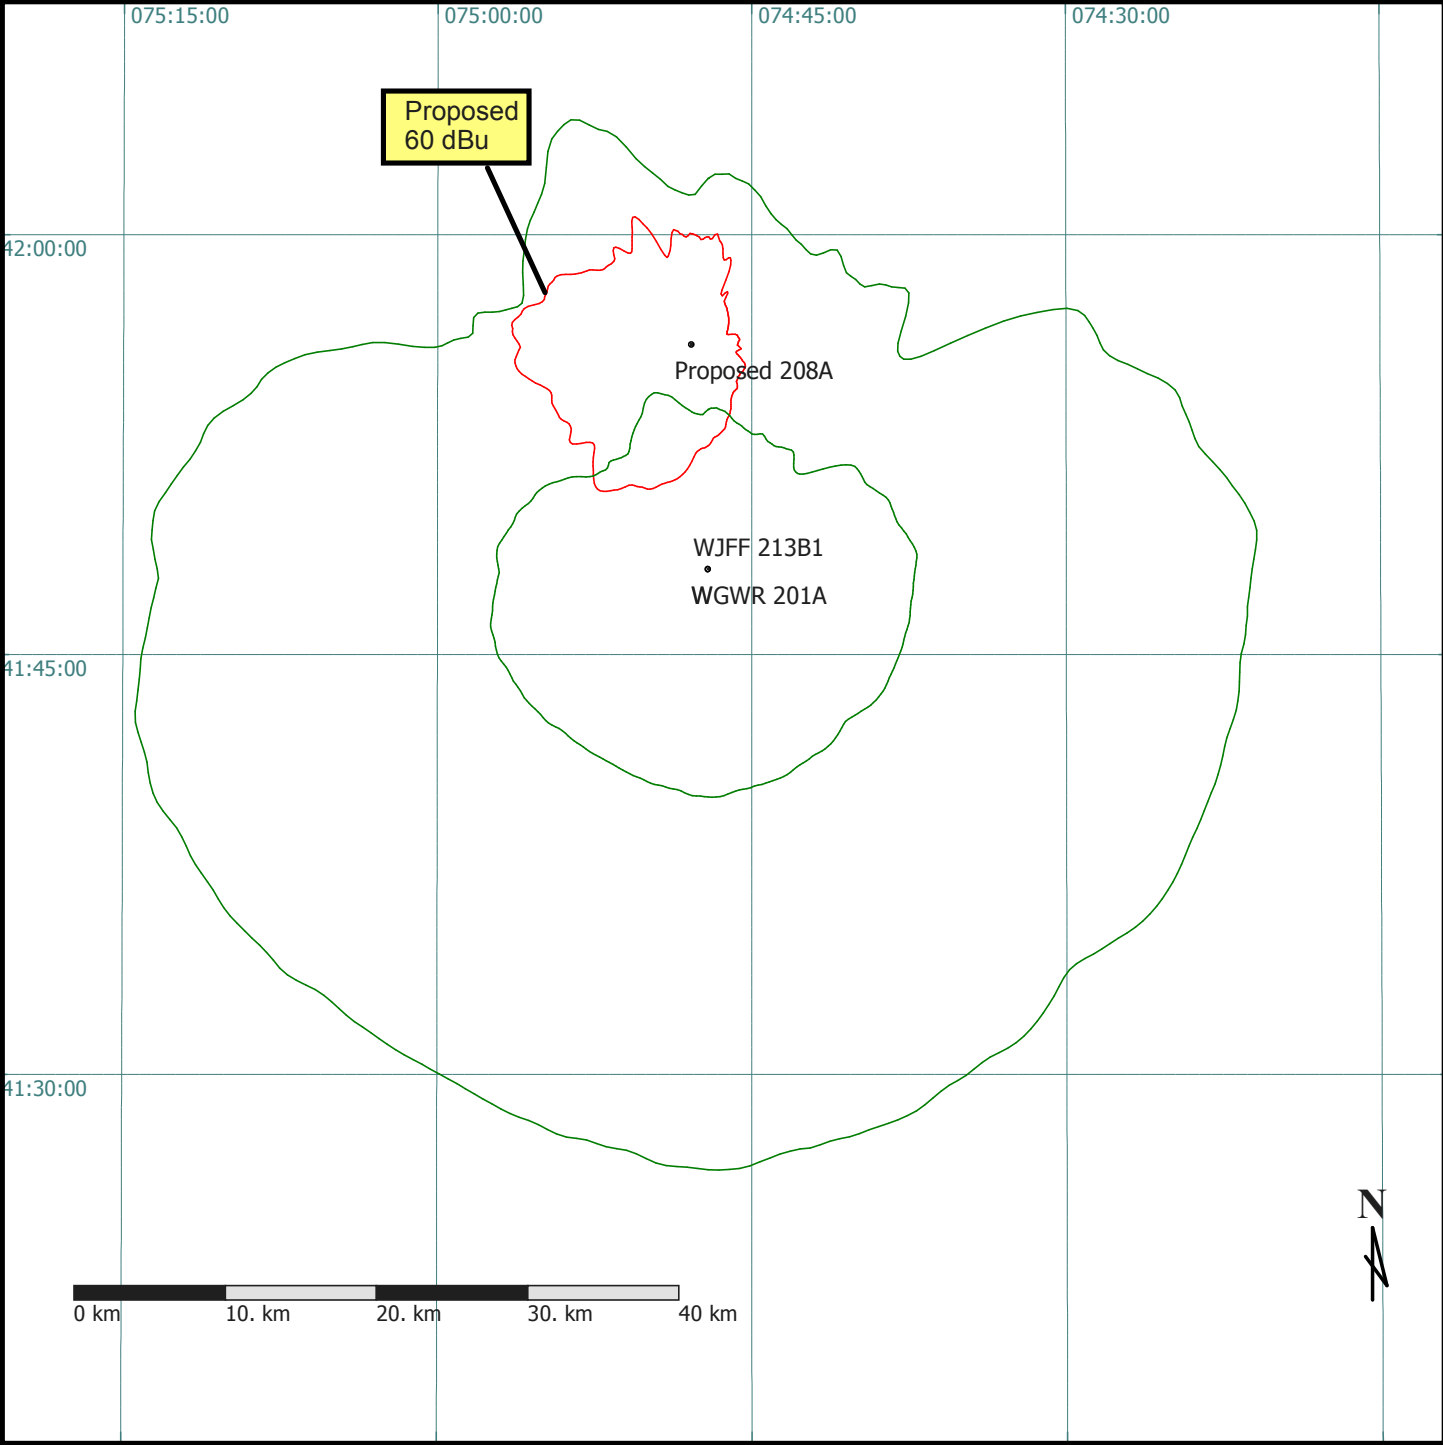 075:15:00
075:00:00
074:45:00
074:30:00
Proposed
60 dBu
42:00:00
Proposed 208A
WJFF 213B1
WGWR 201A
41:45:00
41:30:00
N
0 km
10. km
20. km
30. km
40 km